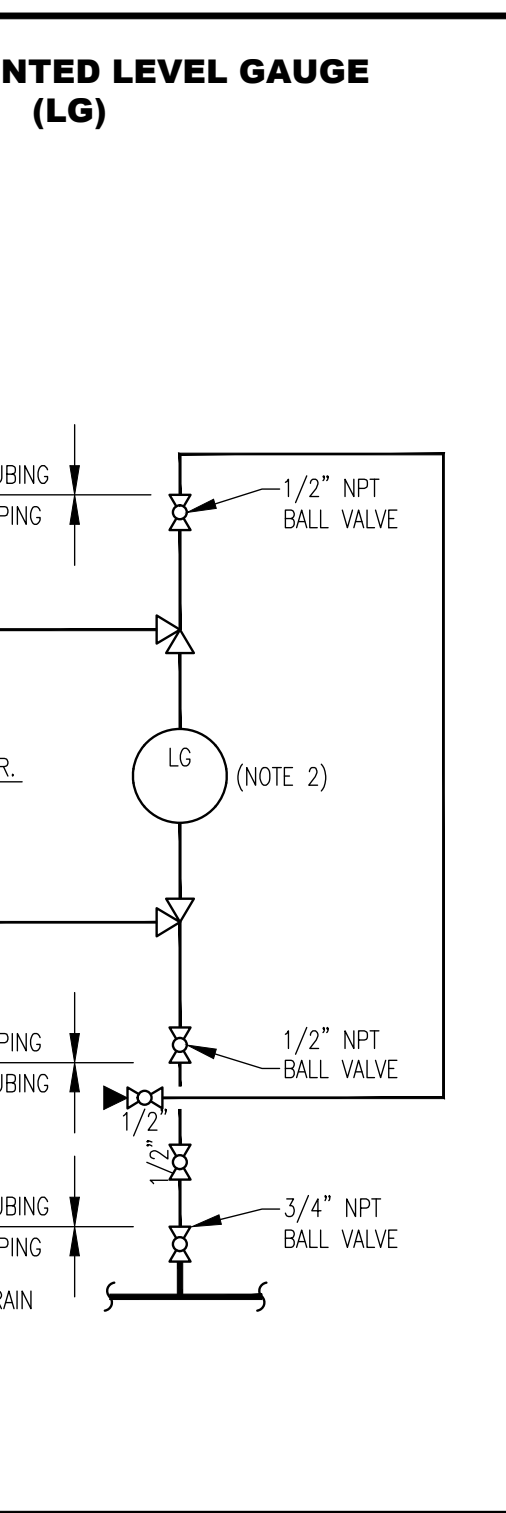 NTED LEVEL GAUGE
(LG)
UBING
PING
1/2" NPT
BALL VALVE
R.
LG
(NOTE 2)
PING
UBING
1/2" NPT
BALL VALVE
1/2"
1/2"
UBING
PING
3/4" NPT
BALL VALVE
RAIN